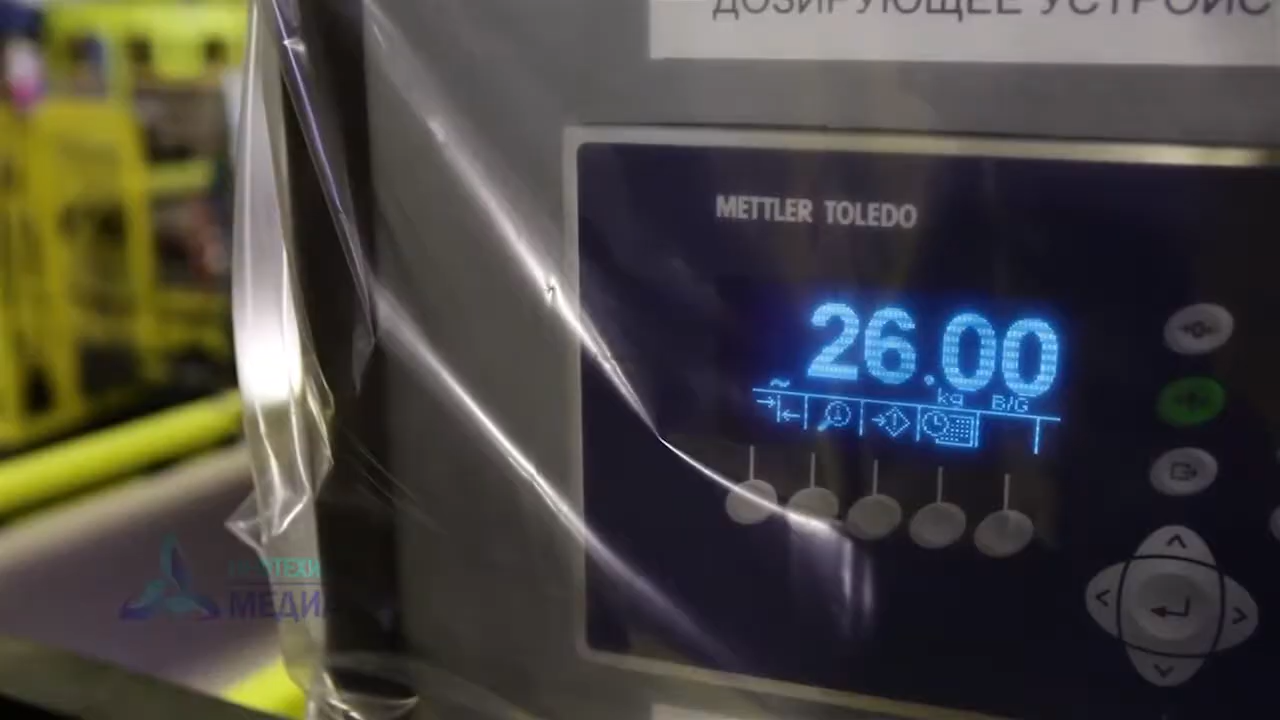 ДОЗИРУЮЩЕЕ УСТРОЙС
METTLER TOLEDO
26.00
kg B/G
МЕДИА